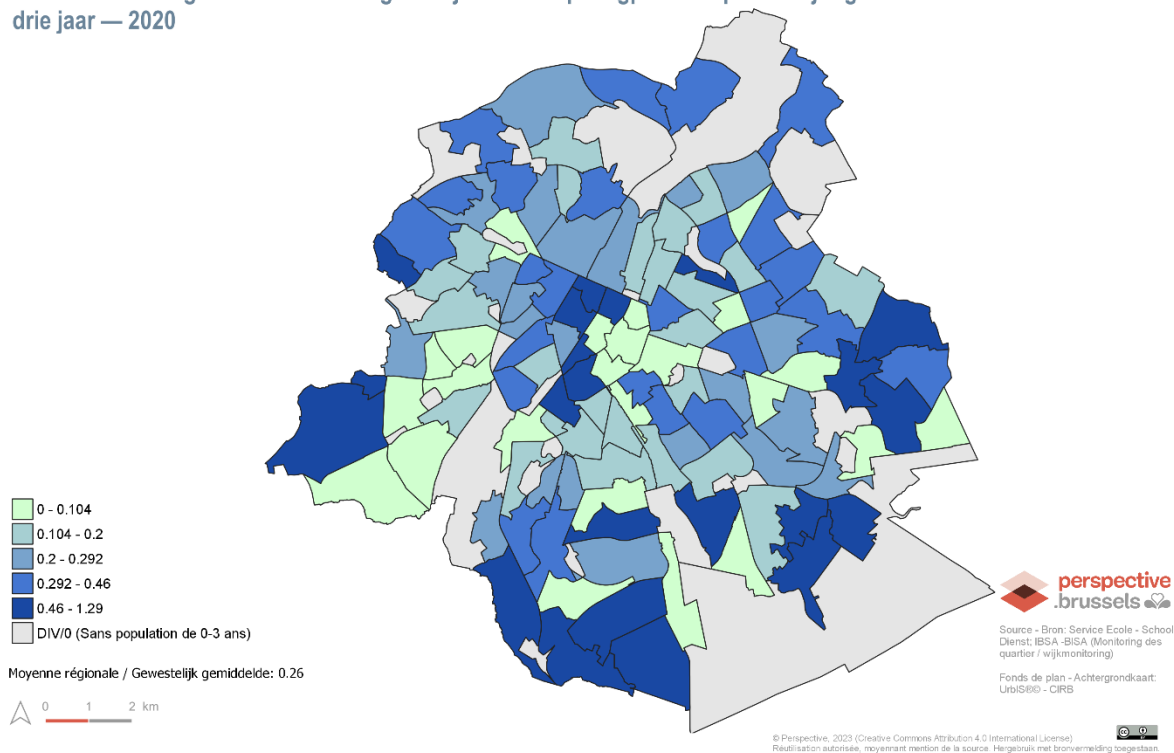 drie jaar — 2020
0 - 0.104
0.104 - 0.2
0.2 - 0.292
0.292 - 0.46
0.46 - 1.29
DIV/0 (Sans population de 0-3 ans)
Moyenne régionale / Gewestelijk gemiddelde: 0.26
0 1 2 km
perspective
.brussels
Source - Bron: Service Ecole - School
Dienst; IBSA -BISA (Monitoring des
quartier / wijkmonitoring)
Fonds de plan - Achtergrondkaart:
UrbIS®© - CIRB
© Perspective, 2023 (Creative Commons Attribution 4.0 International License)
Réutilisation autorisée, moyennant mention de la source. Hergebruik met bronvermelding toegestaan.